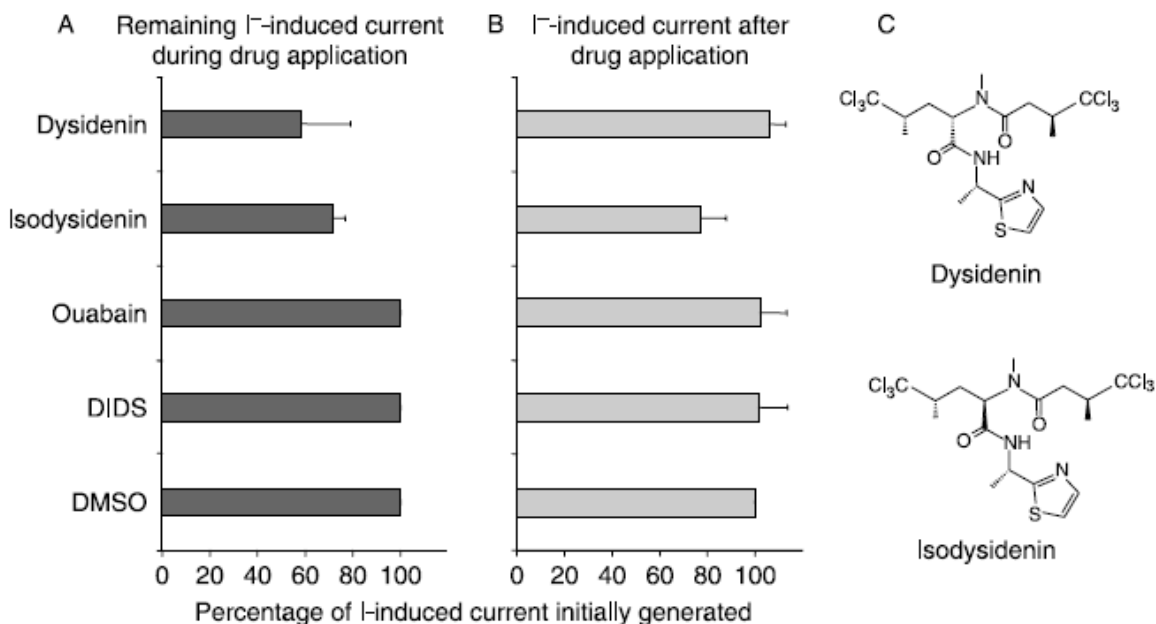 A
Remaining I⁻-induced current
during drug application
B
I⁻-induced current after
drug application
C
Dysidenin
Isodysidenin
Ouabain
DIDS
DMSO
0 20 40 60 80 100
0 20 40 60 80 100
Percentage of I-induced current initially generated
Cl₃C
N
CCl₃
O
O
NH
N
S
Dysidenin
Cl₃C
N
CCl₃
O
O
NH
N
S
Isodysidenin